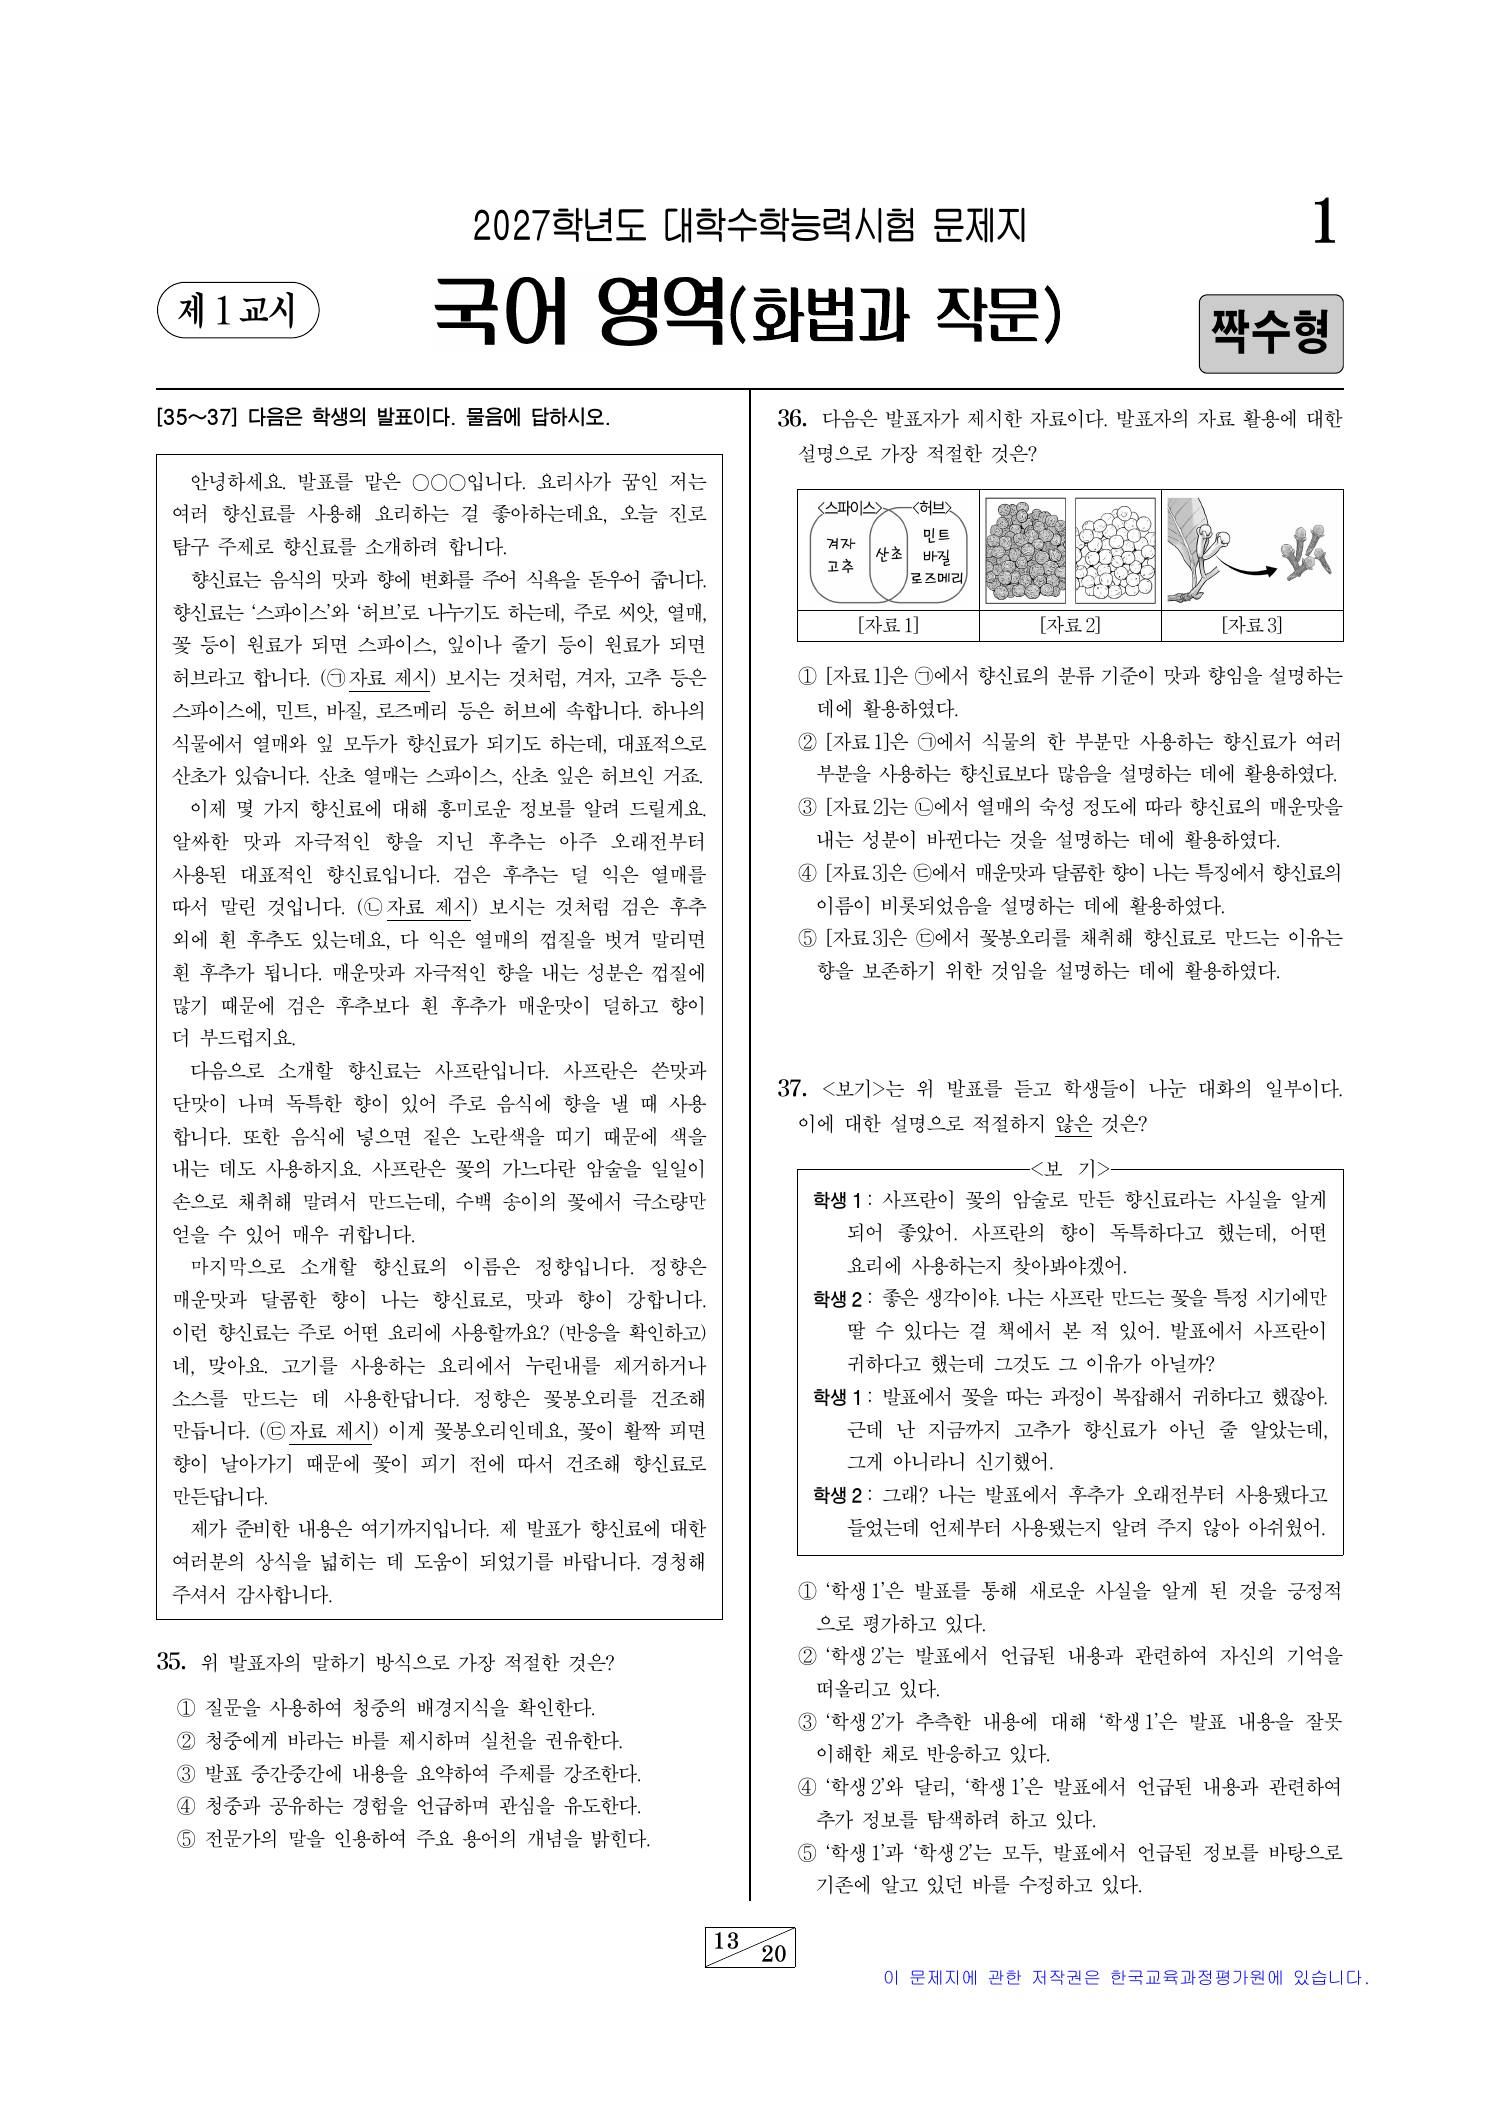 2027학년도 대학수학능력시험 문제지
1
제 1 교시
국어 영역(화법과 작문)
짝수형
[35～37] 다음은 학생의 발표이다. 물음에 답하시오.
안녕하세요. 발표를 맡은 ○○○입니다. 요리사가 꿈인 저는
여러 향신료를 사용해 요리하는 걸 좋아하는데요, 오늘 진로
탐구 주제로 향신료를 소개하려 합니다.
향신료는 음식의 맛과 향에 변화를 주어 식욕을 돋우어 줍니다.
향신료는 ‘스파이스’와 ‘허브’로 나누기도 하는데, 주로 씨앗, 열매,
꽃 등이 원료가 되면 스파이스, 잎이나 줄기 등이 원료가 되면
허브라고 합니다. (㉠자료 제시) 보시는 것처럼, 겨자, 고추 등은
스파이스에, 민트, 바질, 로즈메리 등은 허브에 속합니다. 하나의
식물에서 열매와 잎 모두가 향신료가 되기도 하는데, 대표적으로
산초가 있습니다. 산초 열매는 스파이스, 산초 잎은 허브인 거죠.
이제 몇 가지 향신료에 대해 흥미로운 정보를 알려 드릴게요.
알싸한 맛과 자극적인 향을 지닌 후추는 아주 오래전부터
사용된 대표적인 향신료입니다. 검은 후추는 덜 익은 열매를
따서 말린 것입니다. (㉡자료 제시) 보시는 것처럼 검은 후추
외에 흰 후추도 있는데요, 다 익은 열매의 껍질을 벗겨 말리면
흰 후추가 됩니다. 매운맛과 자극적인 향을 내는 성분은 껍질에
많기 때문에 검은 후추보다 흰 후추가 매운맛이 덜하고 향이
더 부드럽지요.
다음으로 소개할 향신료는 사프란입니다. 사프란은 쓴맛과
단맛이 나며 독특한 향이 있어 주로 음식에 향을 낼 때 사용
합니다. 또한 음식에 넣으면 짙은 노란색을 띠기 때문에 색을
내는 데도 사용하지요. 사프란은 꽃의 가느다란 암술을 일일이
손으로 채취해 말려서 만드는데, 수백 송이의 꽃에서 극소량만
얻을 수 있어 매우 귀합니다.
마지막으로 소개할 향신료의 이름은 정향입니다. 정향은
매운맛과 달콤한 향이 나는 향신료로, 맛과 향이 강합니다.
이런 향신료는 주로 어떤 요리에 사용할까요? (반응을 확인하고)
네, 맞아요. 고기를 사용하는 요리에서 누린내를 제거하거나
소스를 만드는 데 사용한답니다. 정향은 꽃봉오리를 건조해
만듭니다. (㉢자료 제시) 이게 꽃봉오리인데요, 꽃이 활짝 피면
향이 날아가기 때문에 꽃이 피기 전에 따서 건조해 향신료로
만든답니다.
제가 준비한 내용은 여기까지입니다. 제 발표가 향신료에 대한
여러분의 상식을 넓히는 데 도움이 되었기를 바랍니다. 경청해
주셔서 감사합니다.
35. 위 발표자의 말하기 방식으로 가장 적절한 것은?
① 질문을 사용하여 청중의 배경지식을 확인한다.
② 청중에게 바라는 바를 제시하며 실천을 권유한다.
③ 발표 중간중간에 내용을 요약하여 주제를 강조한다.
④ 청중과 공유하는 경험을 언급하며 관심을 유도한다.
⑤ 전문가의 말을 인용하여 주요 용어의 개념을 밝힌다.
36. 다음은 발표자가 제시한 자료이다. 발표자의 자료 활용에 대한
설명으로 가장 적절한 것은?
<스파이스> <허브>
겨자
고추
산초
민트
바질
로즈메리
[자료 1] [자료 2] [자료 3]
① [자료 1]은 ㉠에서 향신료의 분류 기준이 맛과 향임을 설명하는
데에 활용하였다.
② [자료 1]은 ㉠에서 식물의 한 부분만 사용하는 향신료가 여러
부분을 사용하는 향신료보다 많음을 설명하는 데에 활용하였다.
③ [자료 2]는 ㉡에서 열매의 숙성 정도에 따라 향신료의 매운맛을
내는 성분이 바뀐다는 것을 설명하는 데에 활용하였다.
④ [자료 3]은 ㉢에서 매운맛과 달콤한 향이 나는 특징에서 향신료의
이름이 비롯되었음을 설명하는 데에 활용하였다.
⑤ [자료 3]은 ㉢에서 꽃봉오리를 채취해 향신료로 만드는 이유는
향을 보존하기 위한 것임을 설명하는 데에 활용하였다.
37. <보기>는 위 발표를 듣고 학생들이 나눈 대화의 일부이다.
이에 대한 설명으로 적절하지 않은 것은?
<보 기>
학생 1 : 사프란이 꽃의 암술로 만든 향신료라는 사실을 알게
되어 좋았어. 사프란의 향이 독특하다고 했는데, 어떤
요리에 사용하는지 찾아봐야겠어.
학생 2 : 좋은 생각이야. 나는 사프란 만드는 꽃을 특정 시기에만
딸 수 있다는 걸 책에서 본 적 있어. 발표에서 사프란이
귀하다고 했는데 그것도 그 이유가 아닐까?
학생 1 : 발표에서 꽃을 따는 과정이 복잡해서 귀하다고 했잖아.
근데 난 지금까지 고추가 향신료가 아닌 줄 알았는데,
그게 아니라니 신기했어.
학생 2 : 그래? 나는 발표에서 후추가 오래전부터 사용됐다고
들었는데 언제부터 사용됐는지 알려 주지 않아 아쉬웠어.
① ‘학생 1’은 발표를 통해 새로운 사실을 알게 된 것을 긍정적
으로 평가하고 있다.
② ‘학생 2’는 발표에서 언급된 내용과 관련하여 자신의 기억을
떠올리고 있다.
③ ‘학생 2’가 추측한 내용에 대해 ‘학생 1’은 발표 내용을 잘못
이해한 채로 반응하고 있다.
④ ‘학생 2’와 달리, ‘학생 1’은 발표에서 언급된 내용과 관련하여
추가 정보를 탐색하려 하고 있다.
⑤ ‘학생 1’과 ‘학생 2’는 모두, 발표에서 언급된 정보를 바탕으로
기존에 알고 있던 바를 수정하고 있다.
13
20
이 문제지에 관한 저작권은 한국교육과정평가원에 있습니다.